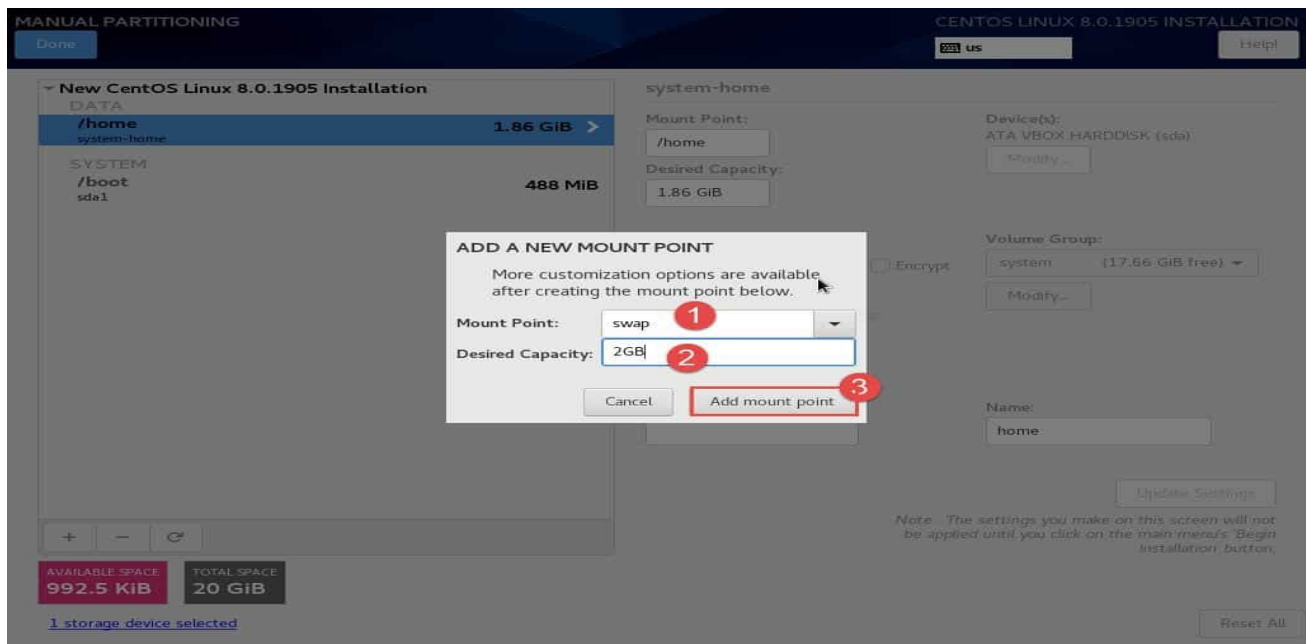 MANUAL PARTITIONING
CENTOS LINUX 8.0.1905 INSTALLATION
Done
us
Help!
New CentOS Linux 8.0.1905 Installation
DATA
/home
1.86 GiB
system-home
SYSTEM
/boot
488 MiB
sda1
system-home
Mount Point:
/home
Desired Capacity:
1.86 GiB
Device(s):
ATA VBOX HARDDISK (sda)
Modify...
Encrypt
Volume Group:
system (17.66 GiB free)
Modify...
ADD A NEW MOUNT POINT
More customization options are available
after creating the mount point below.
Mount Point:
swap
1
Desired Capacity:
2GB
2
Cancel
Add mount point
3
Name:
home
Update Settings
Note: The settings you make on this screen will not
be applied until you click on the main menu's 'Begin
Installation' button.
+ −
AVAILABLE SPACE
992.5 KiB
TOTAL SPACE
20 GiB
1 storage device selected
Reset All